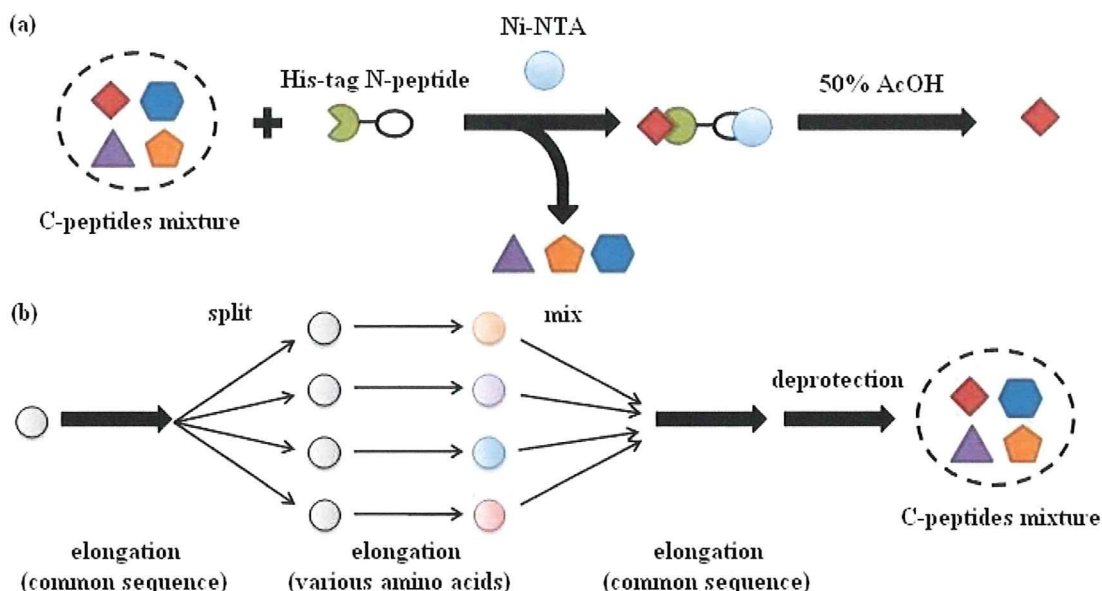 (a)
Ni-NTA
His-tag N-peptide
50% AcOH
C-peptides mixture
(b)
split
mix
deprotection
C-peptides mixture
elongation
(common sequence)
elongation
(various amino acids)
elongation
(common sequence)